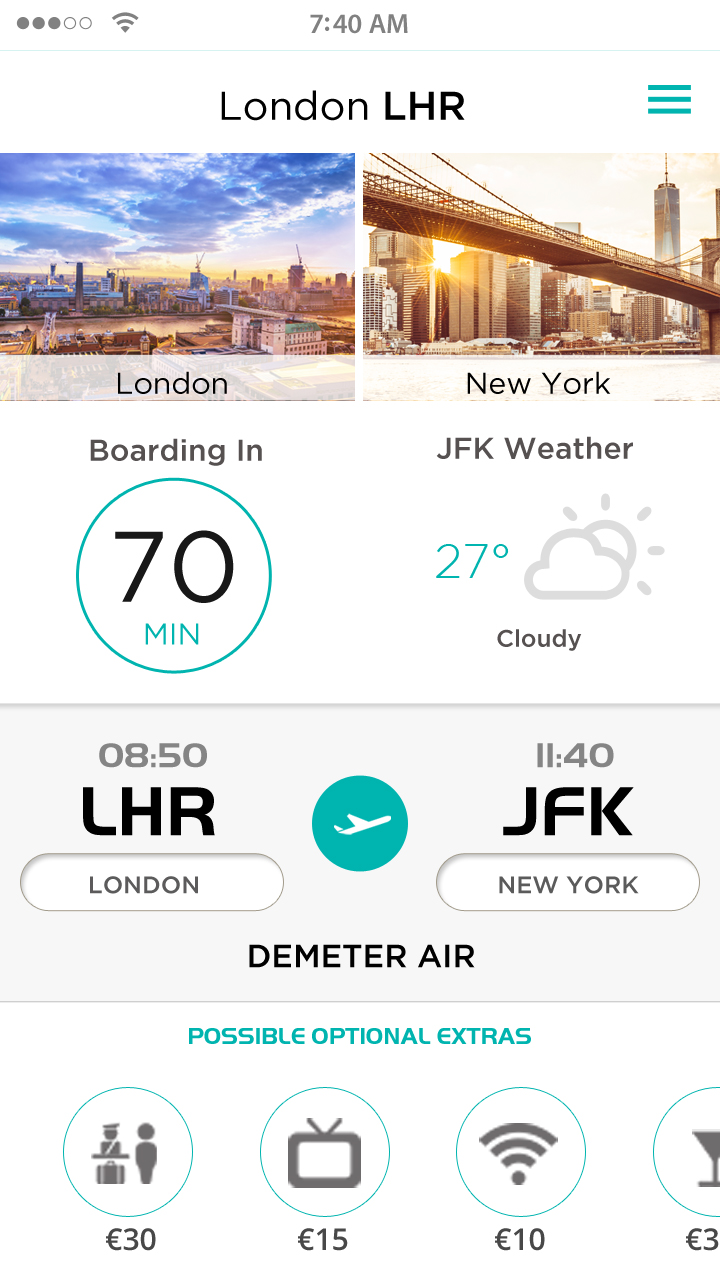 7:40 AM
London LHR
London
New York
Boarding In
JFK Weather
70
MIN
27°
Cloudy
08:50
11:40
LHR
JFK
LONDON
NEW YORK
DEMETER AIR
POSSIBLE OPTIONAL EXTRAS
€30
€15
€10
€3